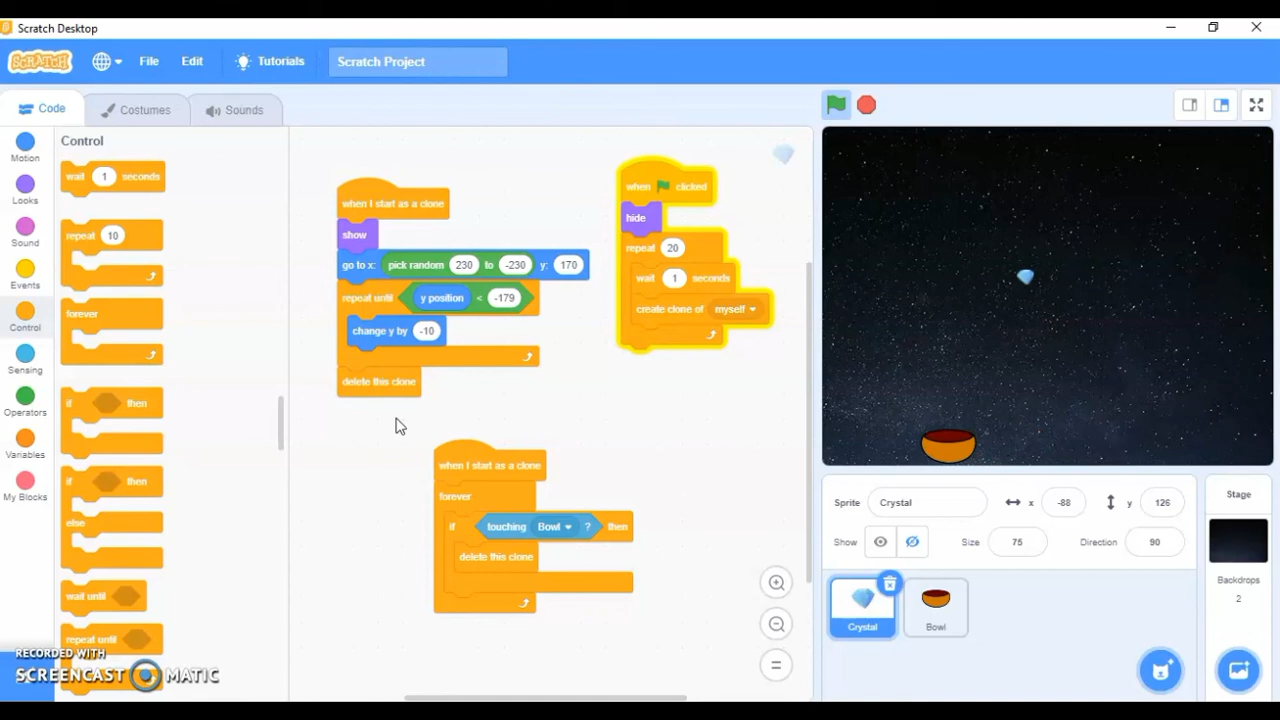 Scratch Desktop
SCRATCH
File
Edit
Tutorials
Scratch Project
Code
Costumes
Sounds
Motion
Looks
Sound
Events
Control
Sensing
Operators
Variables
My Blocks
Control
wait 1 seconds
repeat 10
forever
if then
if then
else
wait until
repeat until
when I start as a clone
show
go to x: pick random 230 to -230 y: 170
repeat until y position < -179
change y by -10
delete this clone
when clicked
hide
repeat 20
wait 1 seconds
create clone of myself
when I start as a clone
forever
if touching Bowl ? then
delete this clone
Sprite Crystal x -88 y 126
Show Size 75 Direction 90
Crystal
Bowl
Stage
Backdrops
2
RECORDED WITH
SCREENCAST MATIC